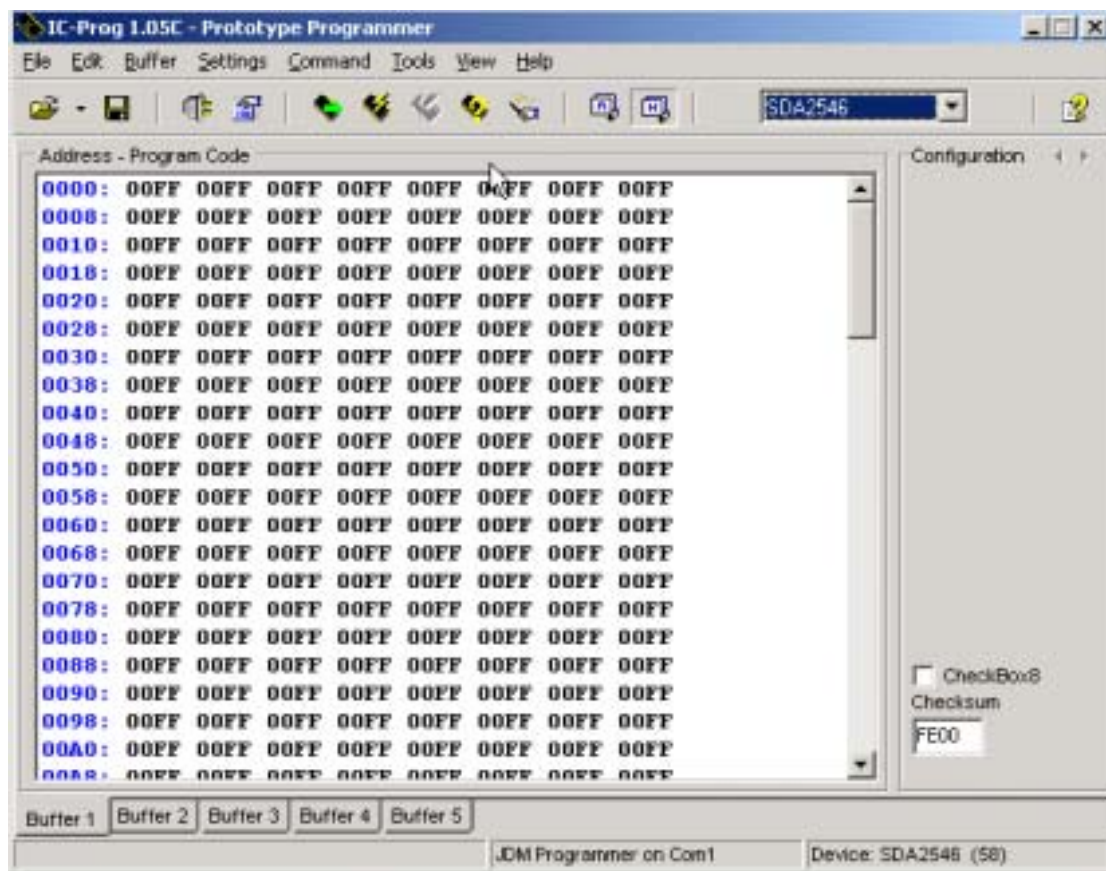 IC-Prog 1.05C - Prototype Programmer
File Edit Buffer Settings Command Tools View Help
SDA2546
Address - Program Code
Configuration
0000: 00FF 00FF 00FF 00FF 00FF 00FF 00FF 00FF
0008: 00FF 00FF 00FF 00FF 00FF 00FF 00FF 00FF
0010: 00FF 00FF 00FF 00FF 00FF 00FF 00FF 00FF
0018: 00FF 00FF 00FF 00FF 00FF 00FF 00FF 00FF
0020: 00FF 00FF 00FF 00FF 00FF 00FF 00FF 00FF
0028: 00FF 00FF 00FF 00FF 00FF 00FF 00FF 00FF
0030: 00FF 00FF 00FF 00FF 00FF 00FF 00FF 00FF
0038: 00FF 00FF 00FF 00FF 00FF 00FF 00FF 00FF
0040: 00FF 00FF 00FF 00FF 00FF 00FF 00FF 00FF
0048: 00FF 00FF 00FF 00FF 00FF 00FF 00FF 00FF
0050: 00FF 00FF 00FF 00FF 00FF 00FF 00FF 00FF
0058: 00FF 00FF 00FF 00FF 00FF 00FF 00FF 00FF
0060: 00FF 00FF 00FF 00FF 00FF 00FF 00FF 00FF
0068: 00FF 00FF 00FF 00FF 00FF 00FF 00FF 00FF
0070: 00FF 00FF 00FF 00FF 00FF 00FF 00FF 00FF
0078: 00FF 00FF 00FF 00FF 00FF 00FF 00FF 00FF
0080: 00FF 00FF 00FF 00FF 00FF 00FF 00FF 00FF
0088: 00FF 00FF 00FF 00FF 00FF 00FF 00FF 00FF
0090: 00FF 00FF 00FF 00FF 00FF 00FF 00FF 00FF
0098: 00FF 00FF 00FF 00FF 00FF 00FF 00FF 00FF
00A0: 00FF 00FF 00FF 00FF 00FF 00FF 00FF 00FF
00A8: 00FF 00FF 00FF 00FF 00FF 00FF 00FF 00FF
CheckBox8
Checksum
FE00
Buffer 1 Buffer 2 Buffer 3 Buffer 4 Buffer 5
JDM Programmer on Com1
Device: SDA2546 (58)